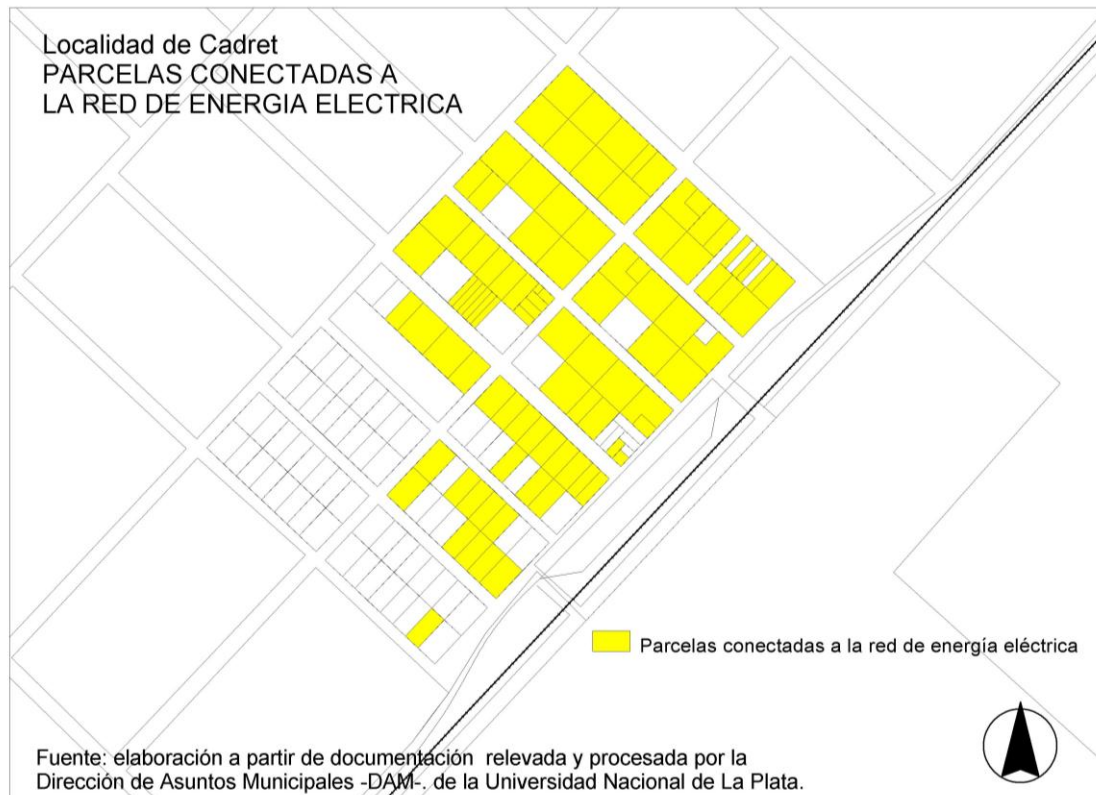 Localidad de Cadret
PARCELAS CONECTADAS A
LA RED DE ENERGIA ELECTRICA
Parcelas conectadas a la red de energía eléctrica
Fuente: elaboración a partir de documentación relevada y procesada por la
Dirección de Asuntos Municipales -DAM-. de la Universidad Nacional de La Plata.